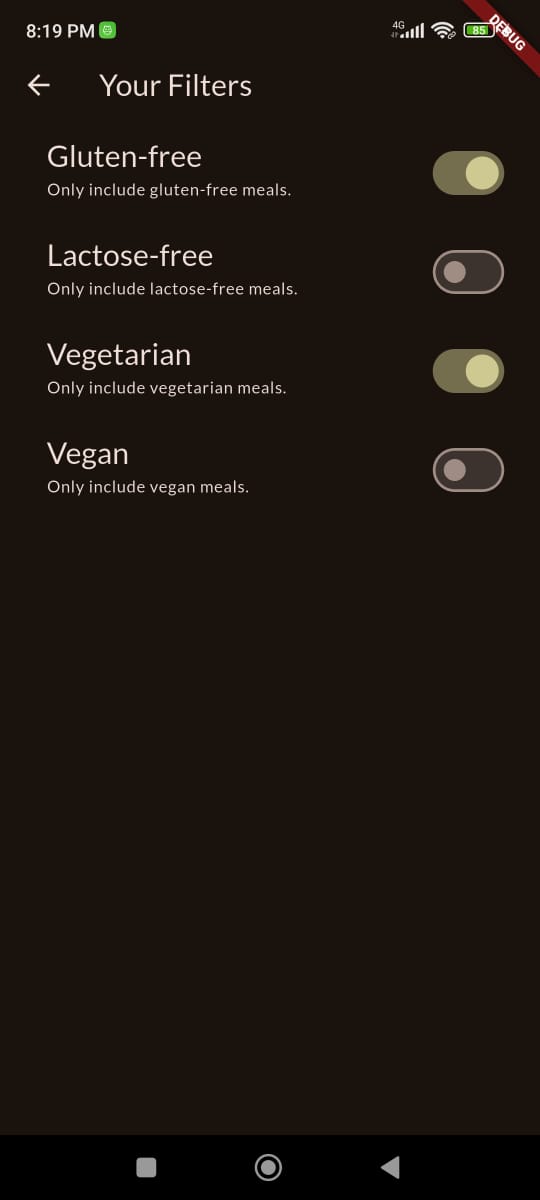 8:19 PM
4G
85
DEBUG
Your Filters
Gluten-free
Only include gluten-free meals.
Lactose-free
Only include lactose-free meals.
Vegetarian
Only include vegetarian meals.
Vegan
Only include vegan meals.